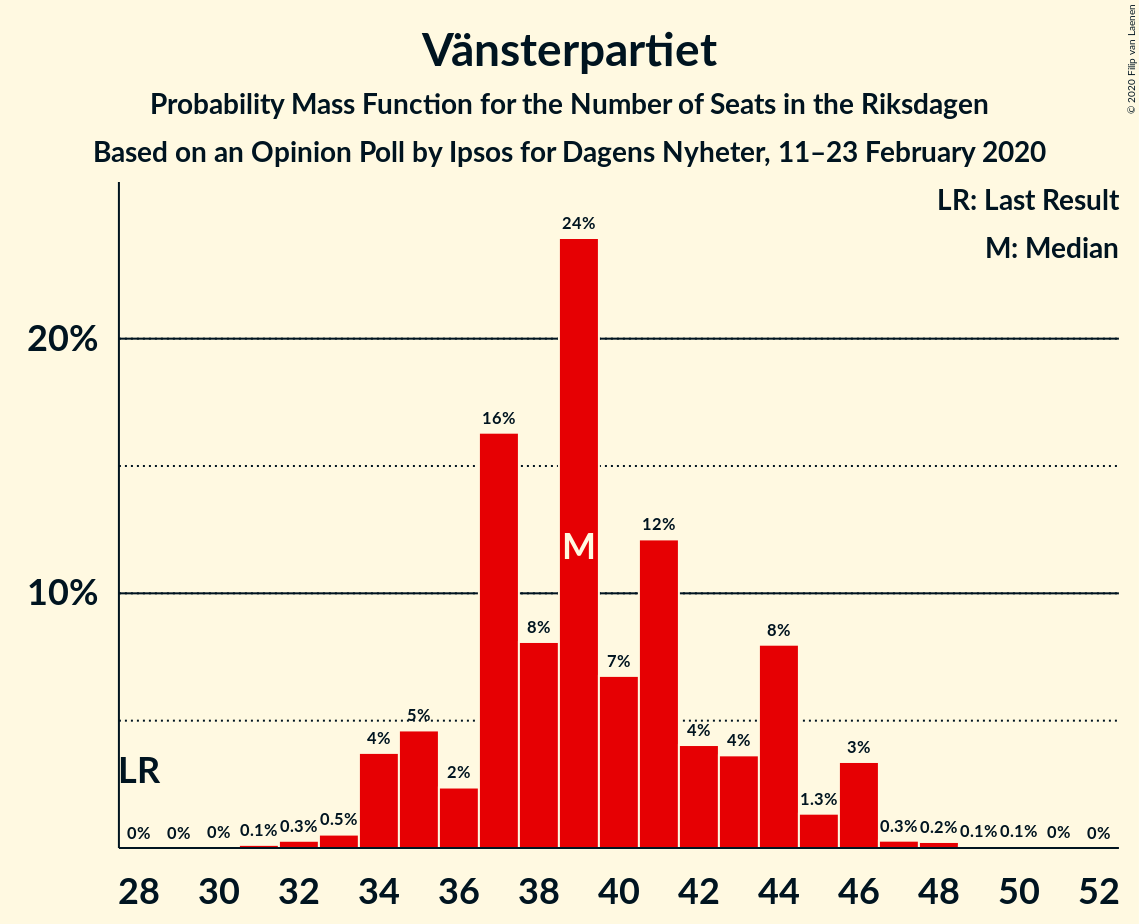 Vänsterpartiet
Probability Mass Function for the Number of Seats in the Riksdagen
Based on an Opinion Poll by Ipsos for Dagens Nyheter, 11–23 February 2020
© 2020 Filip van Laenen
LR: Last Result
M: Median
20%
10%
LR
M
0% 0% 0% 0.1% 0.3% 0.5% 4% 5% 2% 16% 8% 24% 7% 12% 4% 4% 8% 1.3% 3% 0.3% 0.2% 0.1% 0.1% 0% 0%
28 30 32 34 36 38 40 42 44 46 48 50 52